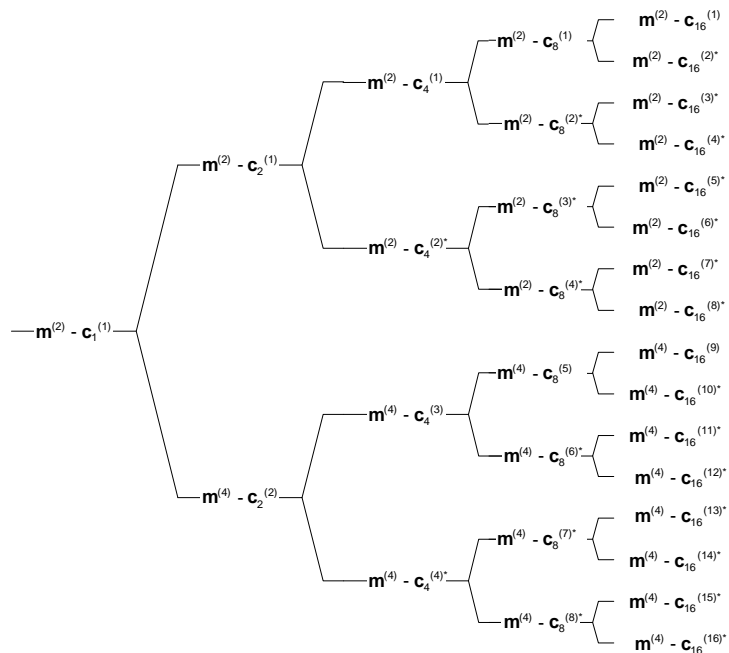 m(2) - c16(1)
m(2) - c8(1)
m(2) - c16(2)*
m(2) - c4(1)
m(2) - c16(3)*
m(2) - c8(2)*
m(2) - c16(4)*
m(2) - c2(1)
m(2) - c16(5)*
m(2) - c8(3)*
m(2) - c16(6)*
m(2) - c4(2)*
m(2) - c16(7)*
m(2) - c8(4)*
m(2) - c16(8)*
m(2) - c1(1)
m(4) - c16(9)
m(4) - c8(5)
m(4) - c16(10)*
m(4) - c4(3)
m(4) - c16(11)*
m(4) - c8(6)*
m(4) - c16(12)*
m(4) - c2(2)
m(4) - c16(13)*
m(4) - c8(7)*
m(4) - c16(14)*
m(4) - c4(4)*
m(4) - c16(15)*
m(4) - c8(8)*
m(4) - c16(16)*